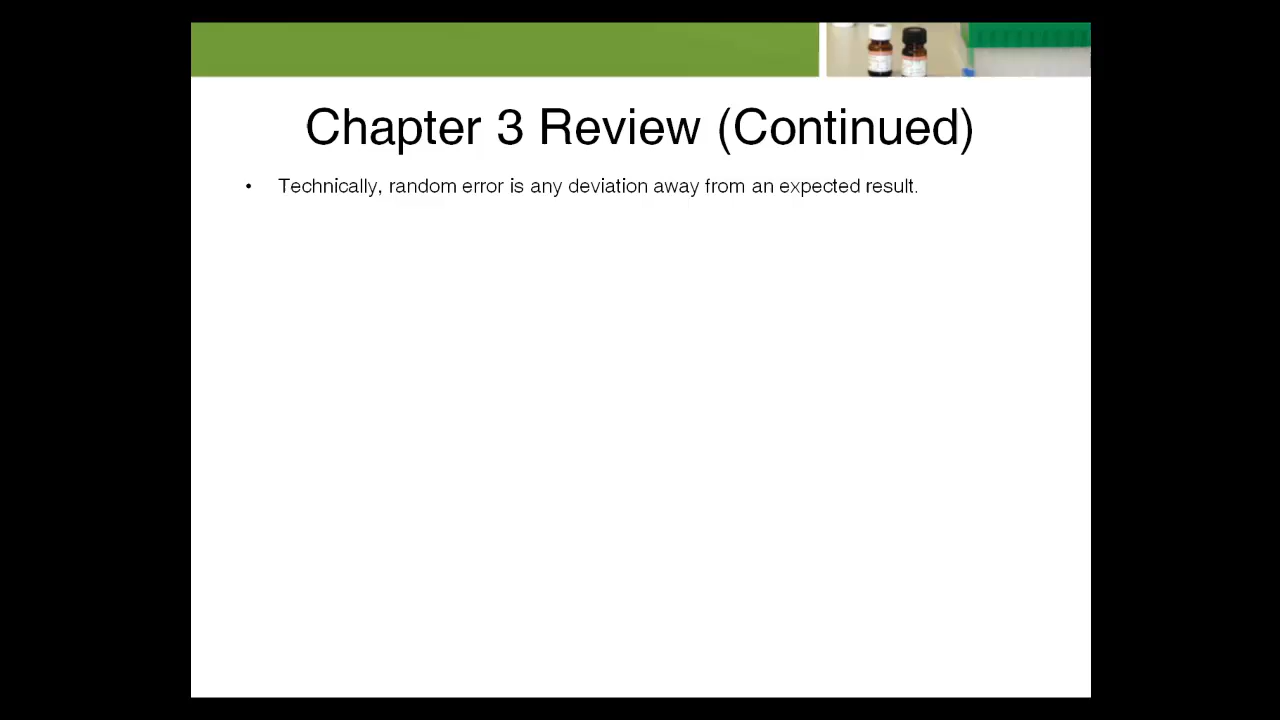 Chapter 3 Review (Continued)
• Technically, random error is any deviation away from an expected result.